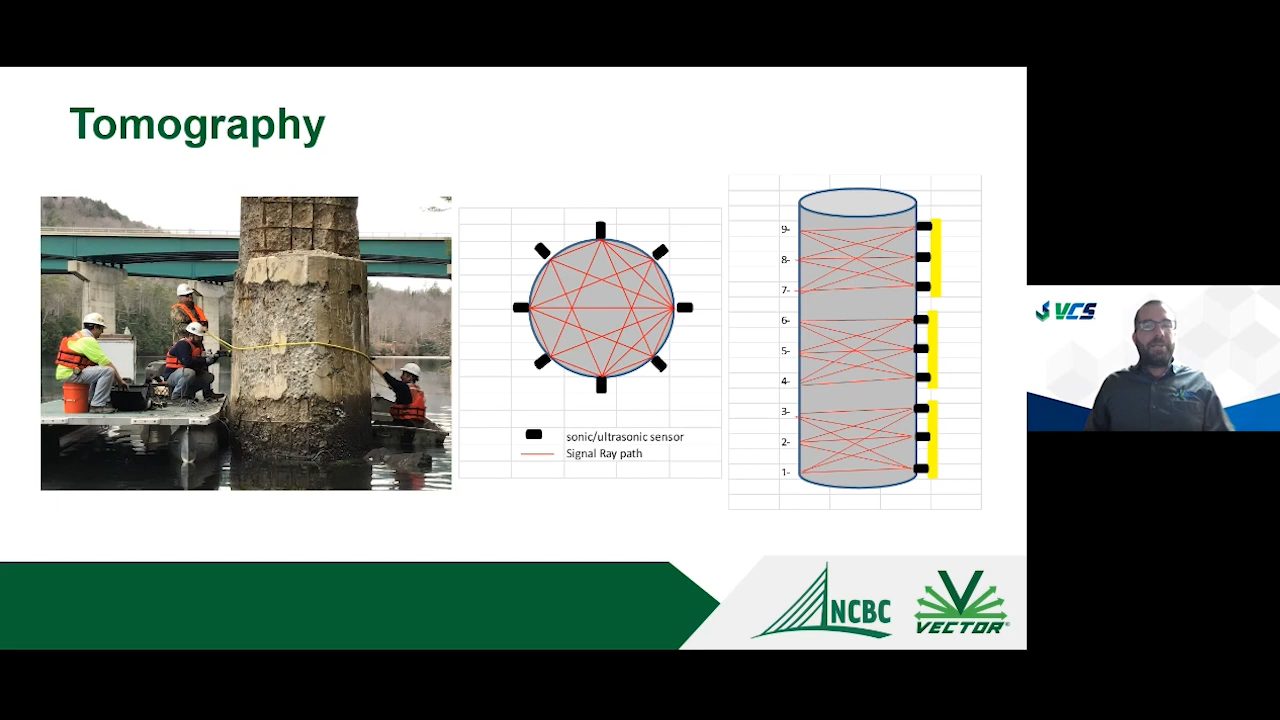 Tomography
sonic/ultrasonic sensor
Signal Ray path
9-
8-
7-
6-
5-
4-
3-
2-
1-
VCS
NCBC
VECTOR®